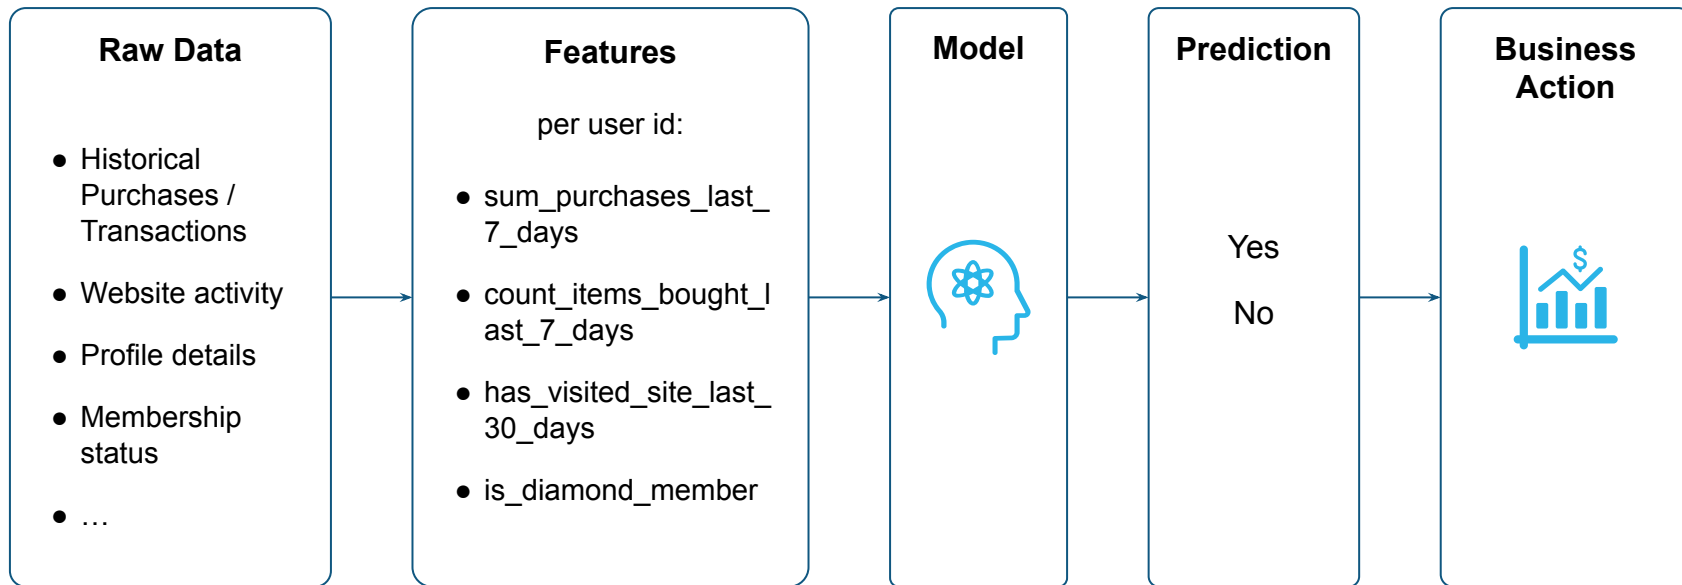 Raw Data
● Historical
Purchases /
Transactions
● Website activity
● Profile details
● Membership
status
● …
Features
per user id:
● sum_purchases_last_
7_days
● count_items_bought_l
ast_7_days
● has_visited_site_last_
30_days
● is_diamond_member
Model
Prediction
Yes
No
Business
Action
$